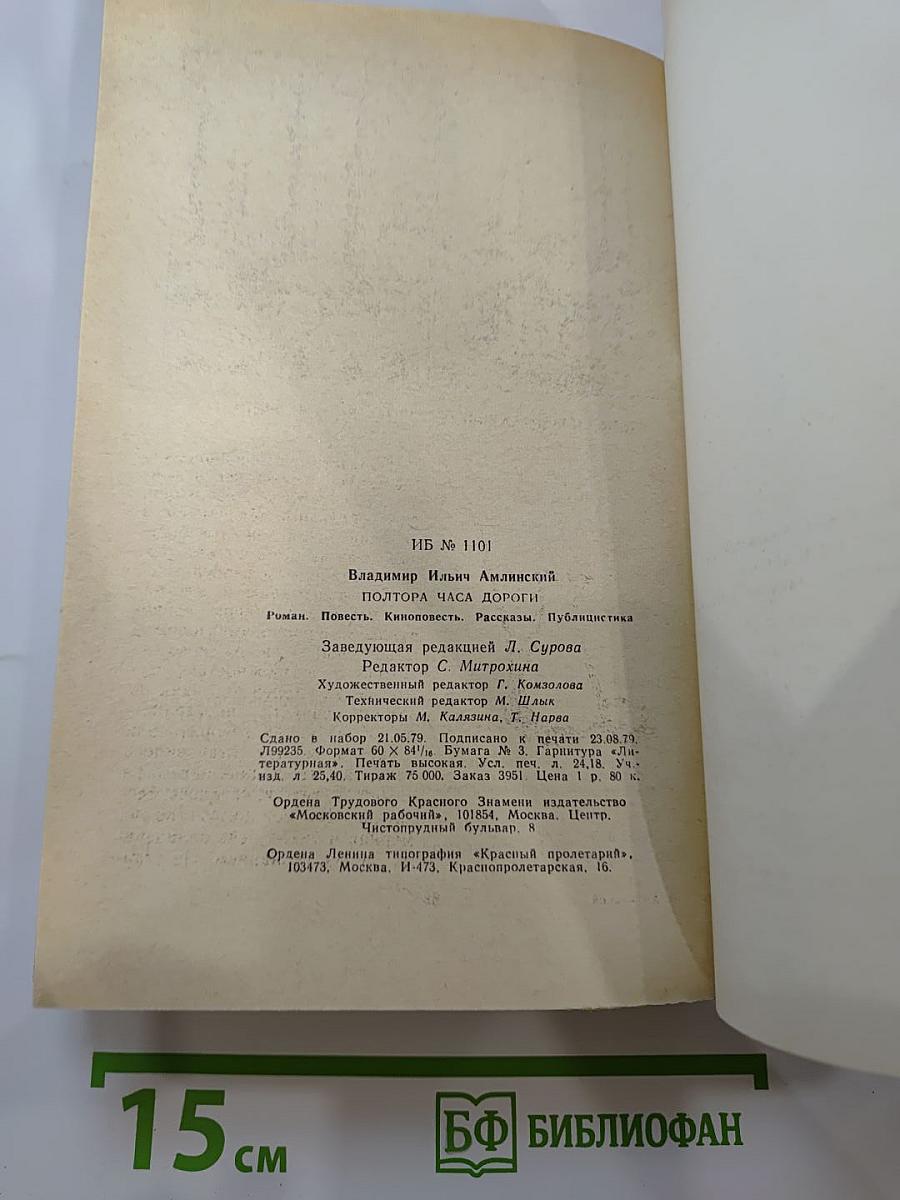 ИБ № 1101
Владимир Ильич Амлинский
ПОЛТОРА ЧАСА ДОРОГИ
Роман. Повесть. Киноповесть. Рассказы. Публицистика
Заведующая редакцией Л. Сурова
Редактор С. Митрохина
Художественный редактор Г. Комзолова
Технический редактор М. Шлык
Корректоры М. Калязина, Т. Нарва
Сдано в набор 21.05.79. Подписано к печати 23.08.79.
Л99235. Формат 60 × 84¹/₁₆. Бумага № 3. Гарнитура «Ли-
тературная». Печать высокая. Усл. печ. л. 24,18. Уч.-
изд. л. 25,40. Тираж 75 000. Заказ 3951. Цена 1 р. 80 к.
Ордена Трудового Красного Знамени издательство
«Московский рабочий», 101854, Москва, Центр,
Чистопрудный бульвар, 8
Ордена Ленина типография «Красный пролетарий»,
103473, Москва, И-473, Краснопролетарская, 16.
15 см
БФ БИБЛИОФАН